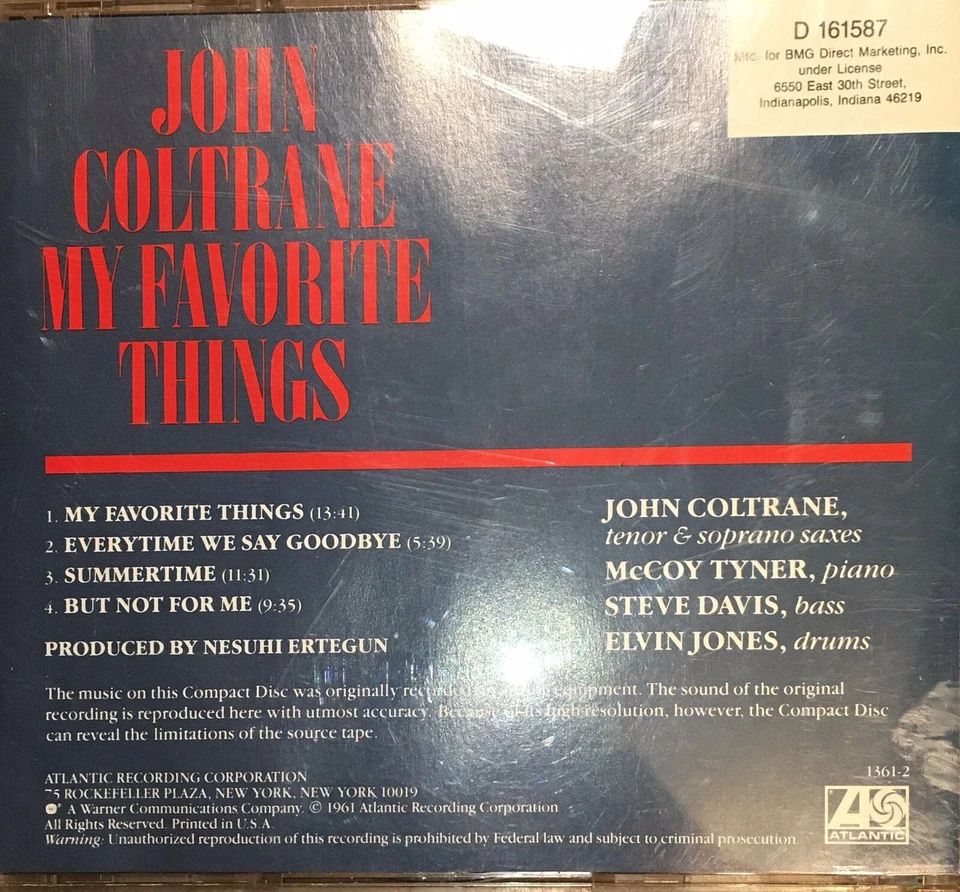 D 161587
Mfc. for BMG Direct Marketing, Inc.
under License
6550 East 30th Street,
Indianapolis, Indiana 46219
JOHN
COLTRANE
MY FAVORITE
THINGS
1. MY FAVORITE THINGS (13:41)
2. EVERYTIME WE SAY GOODBYE (5:39)
3. SUMMERTIME (11:31)
4. BUT NOT FOR ME (9:35)
PRODUCED BY NESUHI ERTEGUN
JOHN COLTRANE,
tenor & soprano saxes
McCOY TYNER, piano
STEVE DAVIS, bass
ELVIN JONES, drums
The music on this Compact Disc was originally recorded on equipment. The sound of the original
recording is reproduced here with utmost accuracy. Because of its high resolution, however, the Compact Disc
can reveal the limitations of the source tape.
ATLANTIC RECORDING CORPORATION
75 ROCKEFELLER PLAZA, NEW YORK, NEW YORK 10019
A Warner Communications Company. © 1961 Atlantic Recording Corporation
All Rights Reserved. Printed in U.S.A.
Warning: Unauthorized reproduction of this recording is prohibited by Federal law and subject to criminal prosecution.
1361-2
ATLANTIC